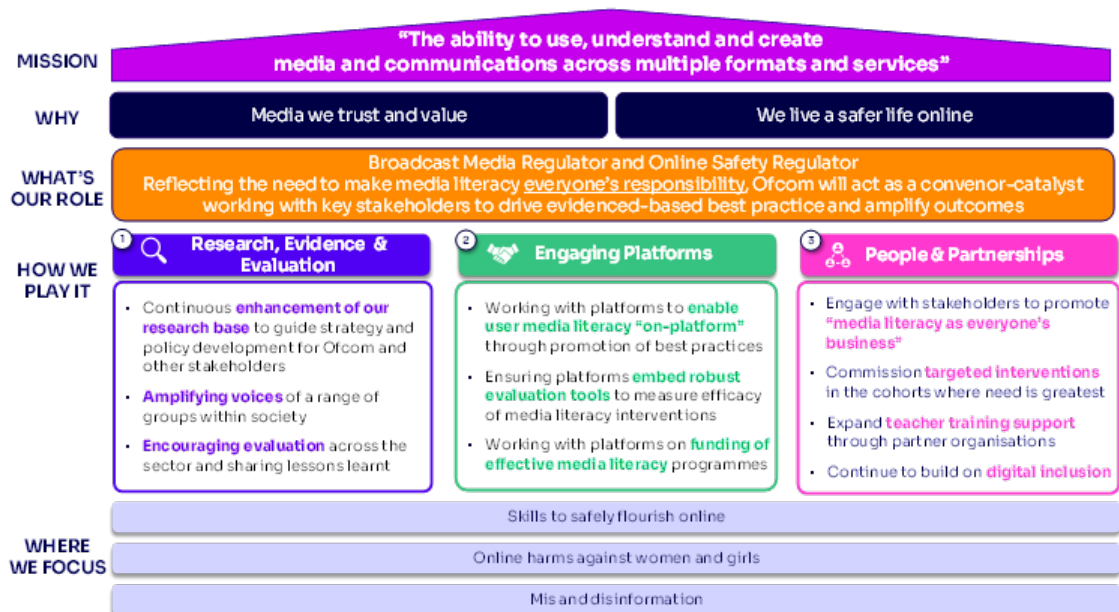 MISSION
“The ability to use, understand and create
media and communications across multiple formats and services”
WHY
Media we trust and value
We live a safer life online
WHAT'S
OUR ROLE
Broadcast Media Regulator and Online Safety Regulator
Reflecting the need to make media literacy everyone's responsibility, Ofcom will act as a convenor-catalyst
working with key stakeholders to drive evidenced-based best practice and amplify outcomes
HOW WE
PLAY IT
1
Research, Evidence &
Evaluation
• Continuous enhancement of our
research base to guide strategy and
policy development for Ofcom and
other stakeholders
• Amplifying voices of a range of
groups within society
• Encouraging evaluation across the
sector and sharing lessons learnt
2
Engaging Platforms
• Working with platforms to enable
user media literacy “on-platform”
through promotion of best practices
• Ensuring platforms embed robust
evaluation tools to measure efficacy
of media literacy interventions
• Working with platforms on funding of
effective media literacy programmes
3
People & Partnerships
• Engage with stakeholders to promote
“media literacy as everyone's
business”
• Commission targeted interventions
in the cohorts where need is greatest
• Expand teacher training support
through partner organisations
• Continue to build on digital inclusion
WHERE
WE FOCUS
Skills to safely flourish online
Online harms against women and girls
Mis and disinformation